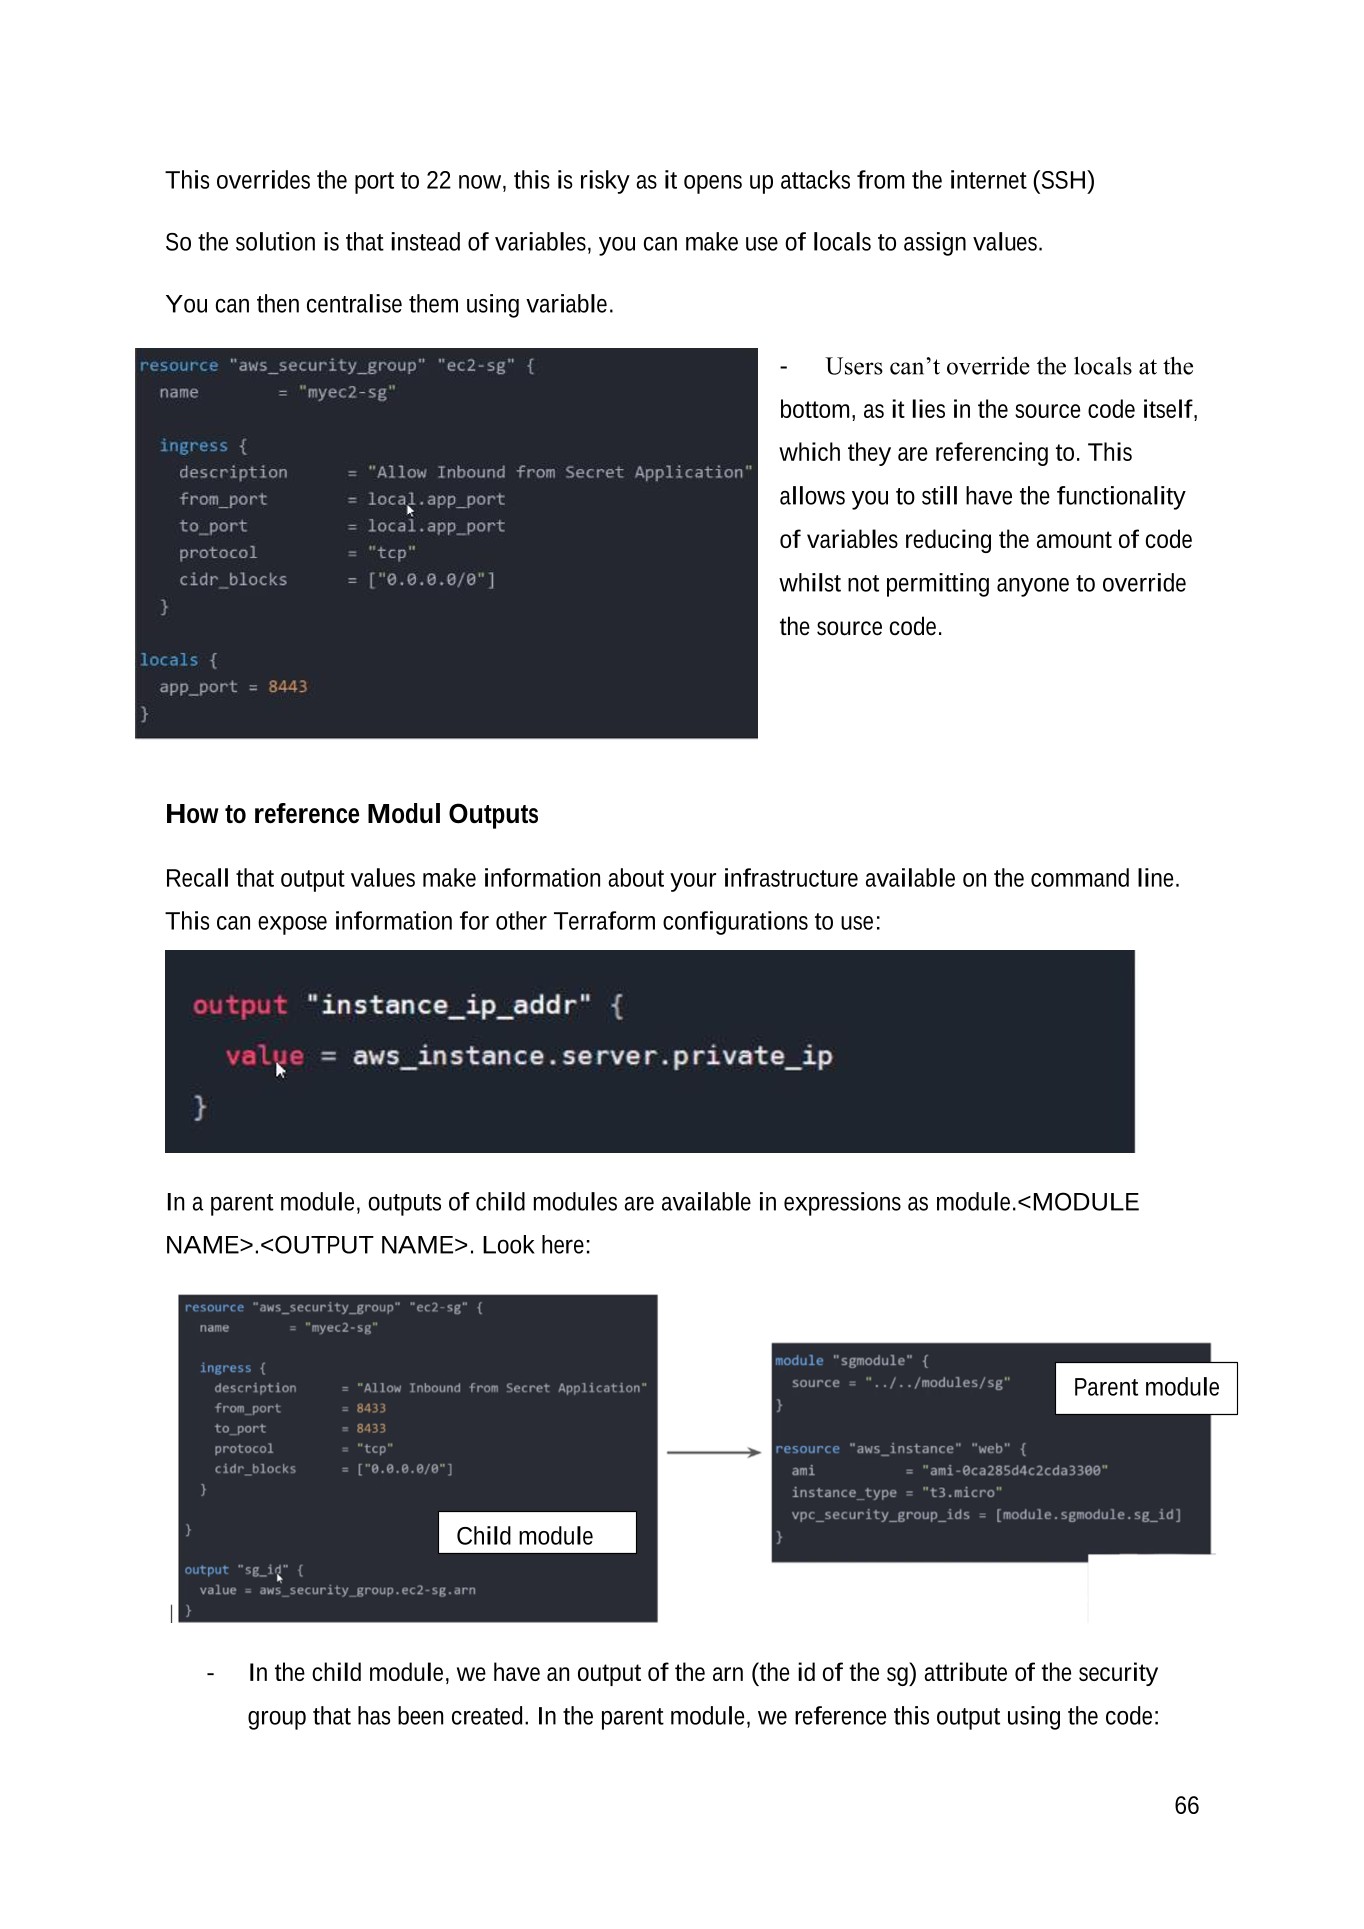 This overrides the port to 22 now, this is risky as it opens up attacks from the internet (SSH)
So the solution is that instead of variables, you can make use of locals to assign values.
You can then centralise them using variable.
resource "aws_security_group" "ec2-sg" {
  name        = "myec2-sg"
  ingress {
    description      = "Allow Inbound from Secret Application"
    from_port        = local.app_port
    to_port          = local.app_port
    protocol         = "tcp"
    cidr_blocks      = ["0.0.0.0/0"]
  }
locals {
  app_port = 8443
}
- Users can’t override the locals at the
bottom, as it lies in the source code itself,
which they are referencing to. This
allows you to still have the functionality
of variables reducing the amount of code
whilst not permitting anyone to override
the source code.
How to reference Modul Outputs
Recall that output values make information about your infrastructure available on the command line.
This can expose information for other Terraform configurations to use:
output "instance_ip_addr" {
  value = aws_instance.server.private_ip
}
In a parent module, outputs of child modules are available in expressions as module.<MODULE
NAME>.<OUTPUT NAME>. Look here:
resource "aws_security_group" "ec2-sg" {
  name        = "myec2-sg"
  ingress {
    description      = "Allow Inbound from Secret Application"
    from_port        = 8433
    to_port          = 8433
    protocol         = "tcp"
    cidr_blocks      = ["0.0.0.0/0"]
  }
}
Child module
output "sg_id" {
  value = aws_security_group.ec2-sg.arn
}
module "sgmodule" {
  source = "../../modules/sg"
}
Parent module
resource "aws_instance" "web" {
  ami           = "ami-0ca285d4c2cda3300"
  instance_type = "t3.micro"
  vpc_security_group_ids = [module.sgmodule.sg_id]
}
- In the child module, we have an output of the arn (the id of the sg) attribute of the security
group that has been created. In the parent module, we reference this output using the code:
66